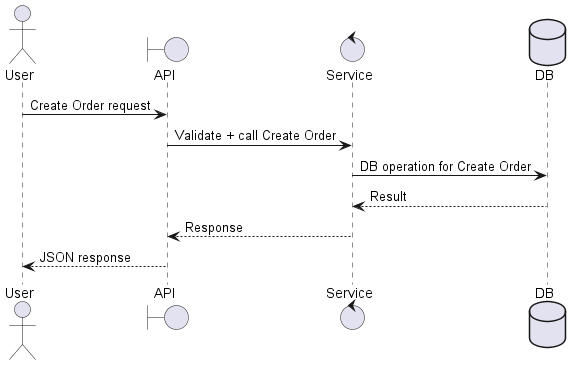 User API Service DB
Create Order request
Validate + call Create Order
DB operation for Create Order
Result
Response
JSON response
User API Service DB